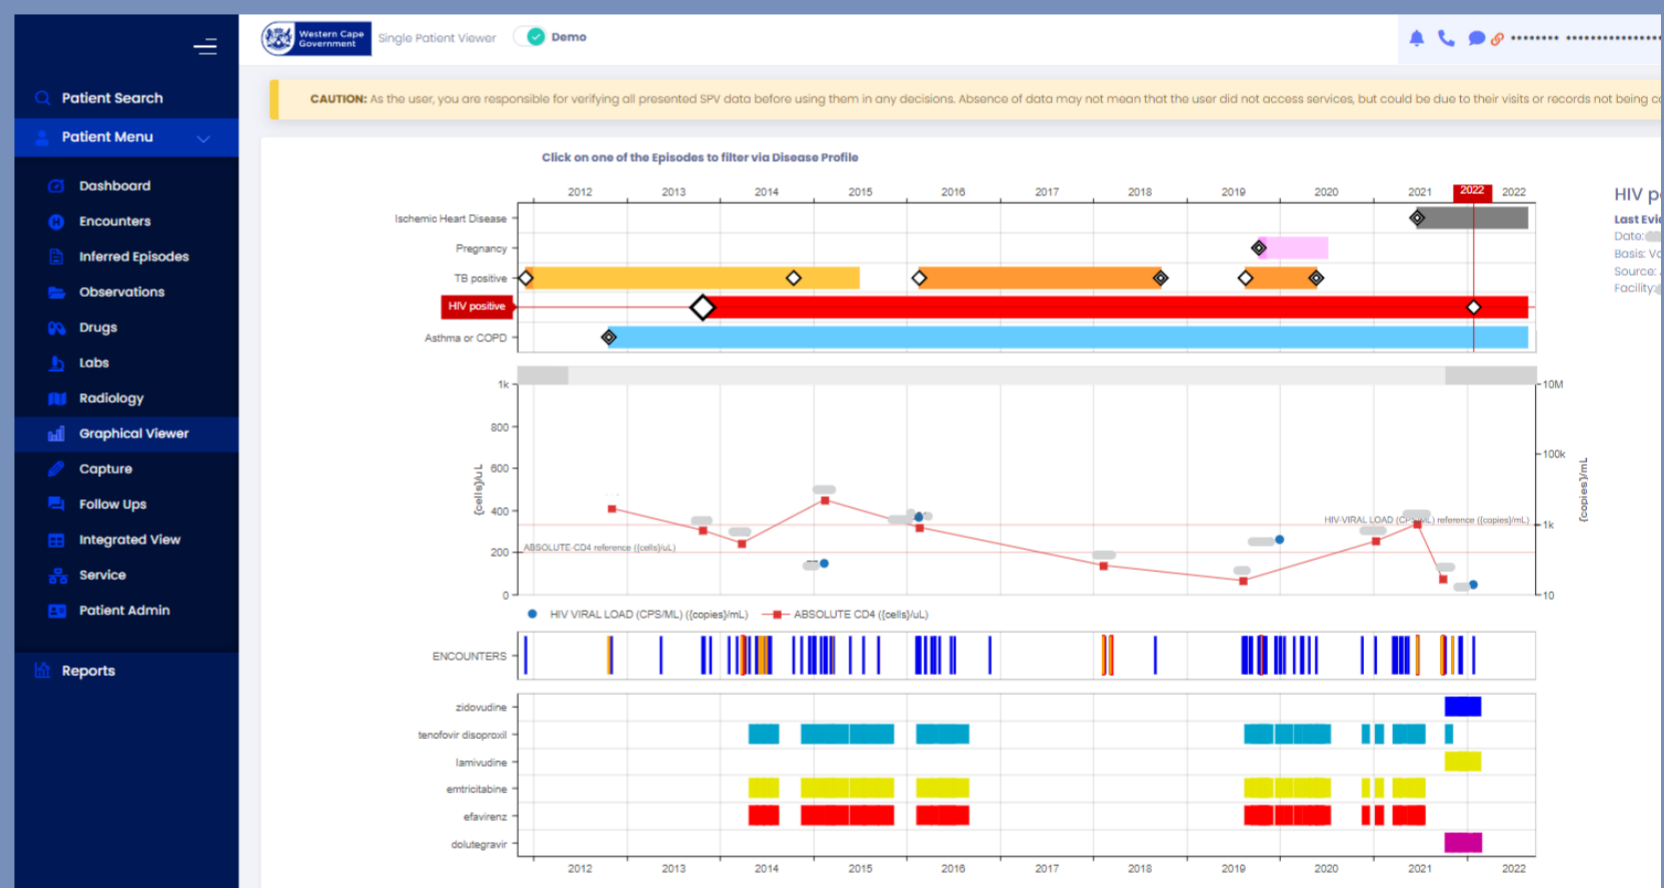 Western Cape
Government
Single Patient Viewer
Demo
CAUTION: As the user, you are responsible for verifying all presented SPV data before using them in any decisions. Absence of data may not mean that the user did not access services, but could be due to their visits or records not being
Patient Search
Patient Menu
Dashboard
Encounters
Inferred Episodes
Observations
Drugs
Labs
Radiology
Graphical Viewer
Capture
Follow Ups
Integrated View
Service
Patient Admin
Reports
Click on one of the Episodes to filter via Disease Profile
2012 2013 2014 2015 2016 2017 2018 2019 2020 2021 2022 2022
Ischemic Heart Disease
Pregnancy
TB positive
HIV positive
Asthma or COPD
HIV
Last
Date:
Basis:
Source:
Facility:
1k
800
600
400
200
0
{cells}/uL
10M
100k
1k
10
{copies}/mL
HIV-VIRAL LOAD (CPS/ML) reference ({copies}/mL)
ABSOLUTE-CD4 reference ({cells}/uL)
HIV VIRAL LOAD (CPS/ML) ({copies}/mL) ABSOLUTE CD4 ({cells}/uL)
ENCOUNTERS
zidovudine
tenofovir disoproxil
lamivudine
emtricitabine
efavirenz
dolutegravir
2012 2013 2014 2015 2016 2017 2018 2019 2020 2021 2022